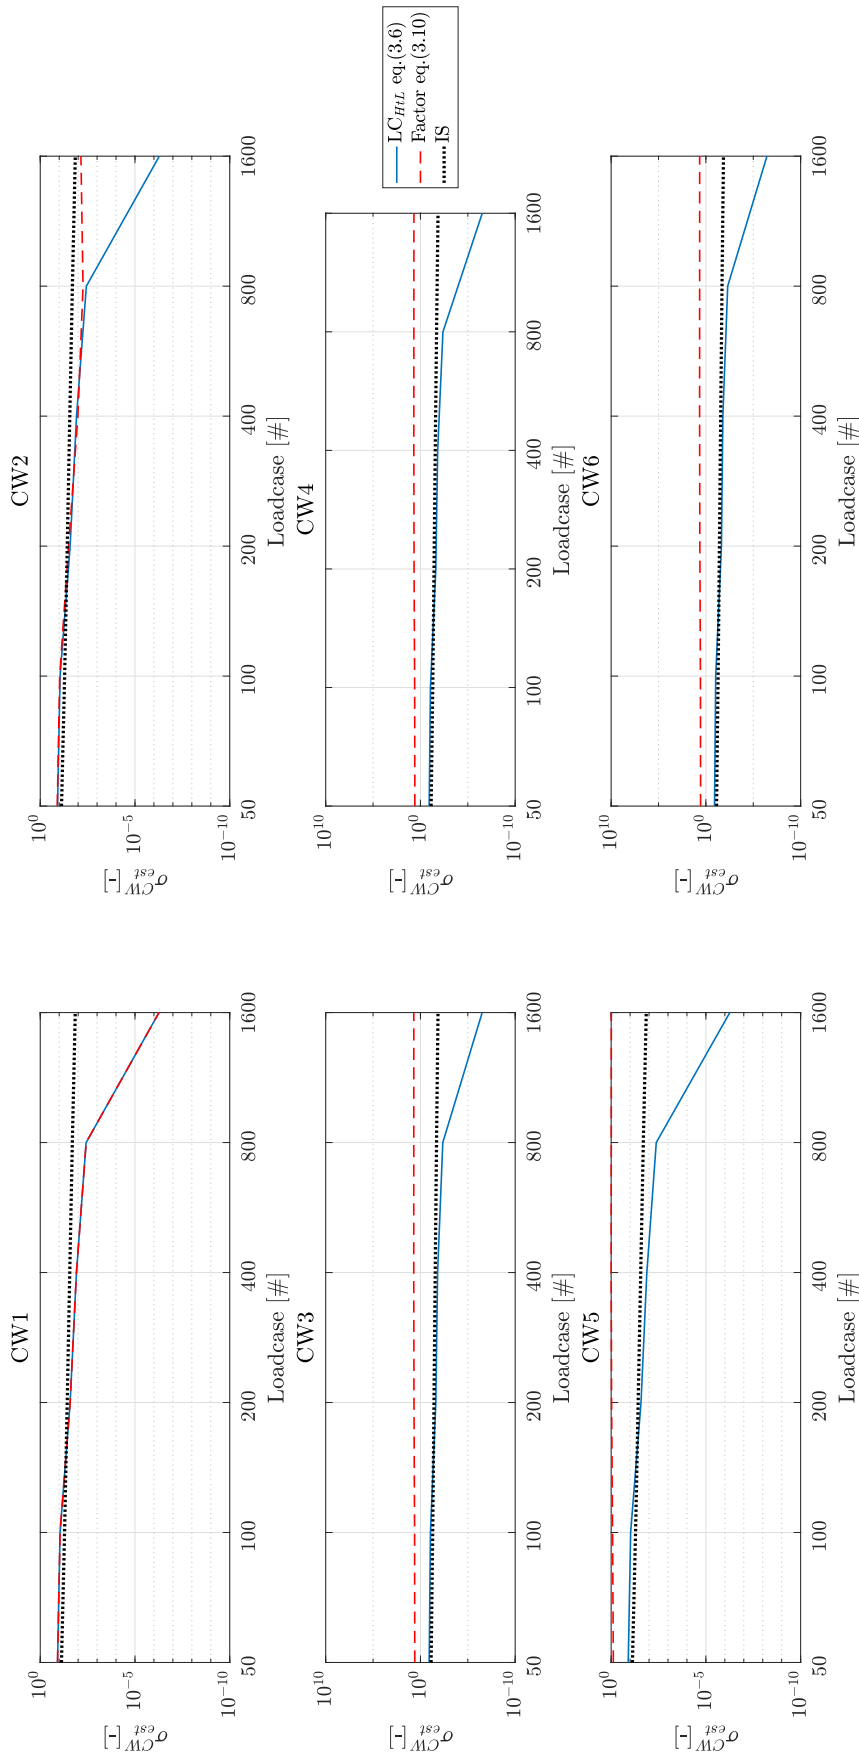 CW1
10^0
10^-5
10^-10
σ_est^CW [-]
50 100 200 400 800 1600
Loadcase [#]
CW2
10^0
10^-5
10^-10
σ_est^CW [-]
50 100 200 400 800 1600
Loadcase [#]
CW3
10^10
10^0
10^-10
σ_est^CW [-]
50 100 200 400 800 1600
Loadcase [#]
CW4
10^10
10^0
10^-10
σ_est^CW [-]
50 100 200 400 800 1600
Loadcase [#]
LC_HtL eq.(3.6)
Factor eq.(3.10)
IS
CW5
10^0
10^-5
10^-10
σ_est^CW [-]
50 100 200 400 800 1600
Loadcase [#]
CW6
10^10
10^0
10^-10
σ_est^CW [-]
50 100 200 400 800 1600
Loadcase [#]